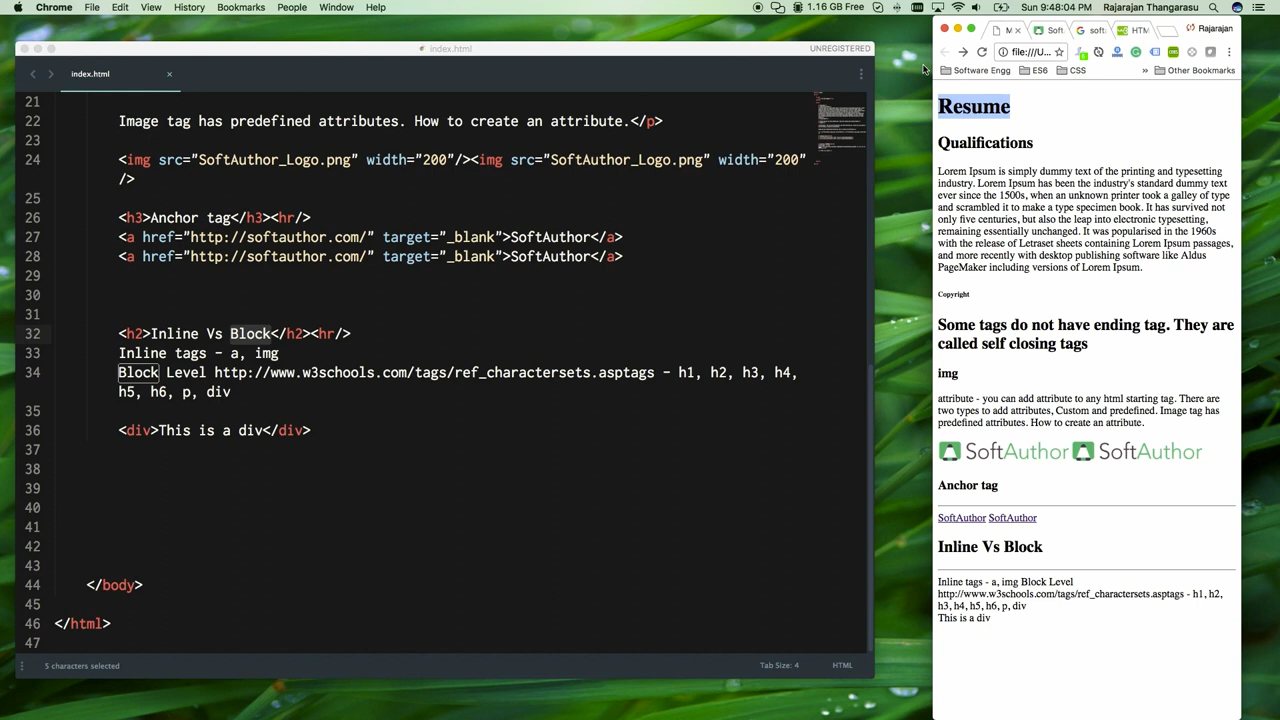 Chrome File Edit View History Bookmarks People Window Help 1.16 GB Free Sun 9:48:04 PM Rajarajan Thangarasu
index.html UNREGISTERED
index.html
21
22 Image tag has predefined attributes. How to create an attribute.</p>
23
24 <img src="SoftAuthor_Logo.png" width="200"/><img src="SoftAuthor_Logo.png" width="200"
/>
25
26 <h3>Anchor tag</h3><hr/>
27 <a href="http://softauthor.com/" target="_blank">SoftAuthor</a>
28 <a href="http://softauthor.com/" target="_blank">SoftAuthor</a>
29
30
31
32 <h2>Inline Vs Block</h2><hr/>
33 Inline tags - a, img
34 Block Level http://www.w3schools.com/tags/ref_charactersets.asptags - h1, h2, h3, h4,
h5, h6, p, div
35
36 <div>This is a div</div>
37
38
39
40
41
42
43
44 </body>
45
46 </html>
47
5 characters selected Tab Size: 4 HTML
M Soft softa HTM Rajarajan
file:///U...
Software Engg ES6 CSS » Other Bookmarks
Resume
Qualifications
Lorem Ipsum is simply dummy text of the printing and typesetting
industry. Lorem Ipsum has been the industry's standard dummy text
ever since the 1500s, when an unknown printer took a galley of type
and scrambled it to make a type specimen book. It has survived not
only five centuries, but also the leap into electronic typesetting,
remaining essentially unchanged. It was popularised in the 1960s
with the release of Letraset sheets containing Lorem Ipsum passages,
and more recently with desktop publishing software like Aldus
PageMaker including versions of Lorem Ipsum.
Copyright
Some tags do not have ending tag. They are
called self closing tags
img
attribute - you can add attribute to any html starting tag. There are
two types to add attributes, Custom and predefined. Image tag has
predefined attributes. How to create an attribute.
SoftAuthor SoftAuthor
Anchor tag
SoftAuthor SoftAuthor
Inline Vs Block
Inline tags - a, img Block Level
http://www.w3schools.com/tags/ref_charactersets.asptags - h1, h2,
h3, h4, h5, h6, p, div
This is a div